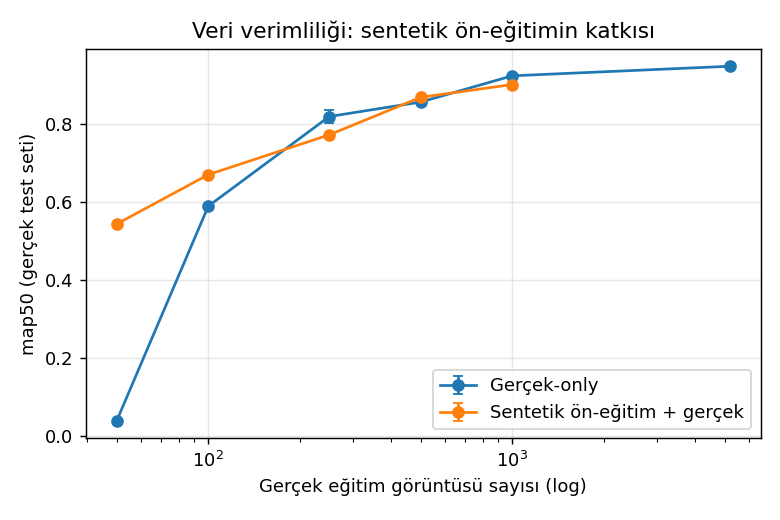 Veri verimliliği: sentetik ön-eğitimin katkısı
map50 (gerçek test seti)
0.8
0.6
0.4
0.2
0.0
Gerçek-only
Sentetik ön-eğitim + gerçek
10²
10³
Gerçek eğitim görüntüsü sayısı (log)